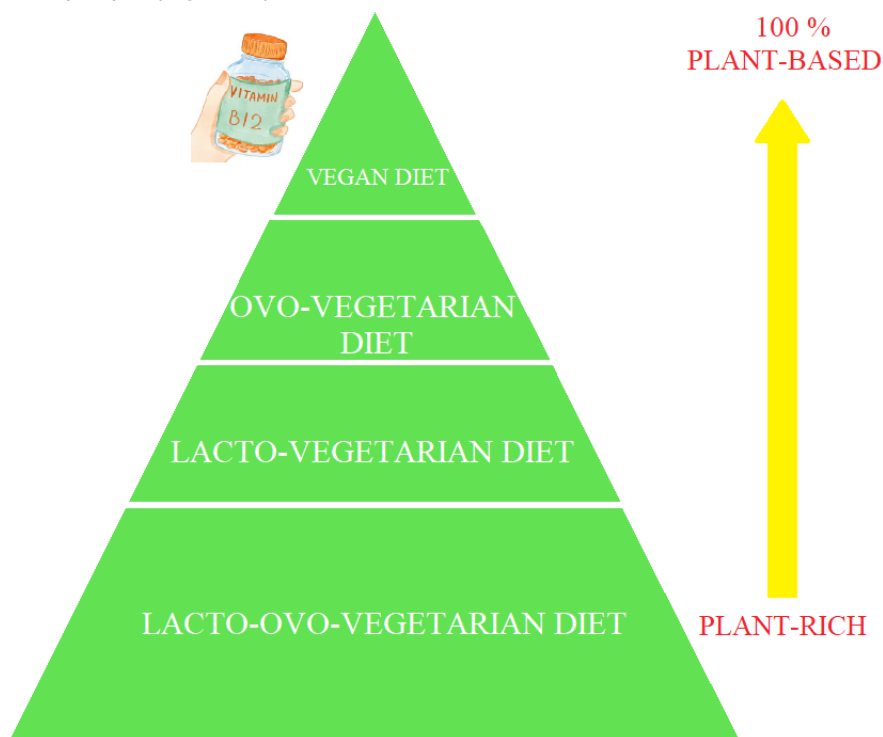 100 %
PLANT-BASED
VITAMIN
B12
VEGAN DIET
OVO-VEGETARIAN
DIET
LACTO-VEGETARIAN DIET
LACTO-OVO-VEGETARIAN DIET
PLANT-RICH